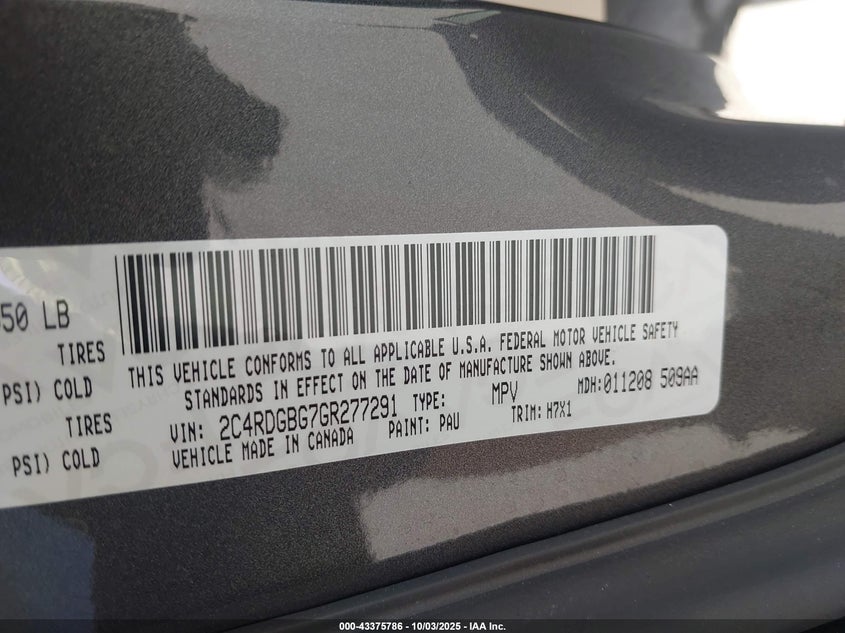 50 LB
TIRES
PSI) COLD
TIRES
PSI) COLD
THIS VEHICLE CONFORMS TO ALL APPLICABLE U.S.A. FEDERAL MOTOR VEHICLE SAFETY
STANDARDS IN EFFECT ON THE DATE OF MANUFACTURE SHOWN ABOVE.
VIN: 2C4RDGBG7GR277291 TYPE: MPV MDH:011208 509AA
VEHICLE MADE IN CANADA PAINT: PAU TRIM: H7X1
000-43375786 - 10/03/2025 - IAA Inc.